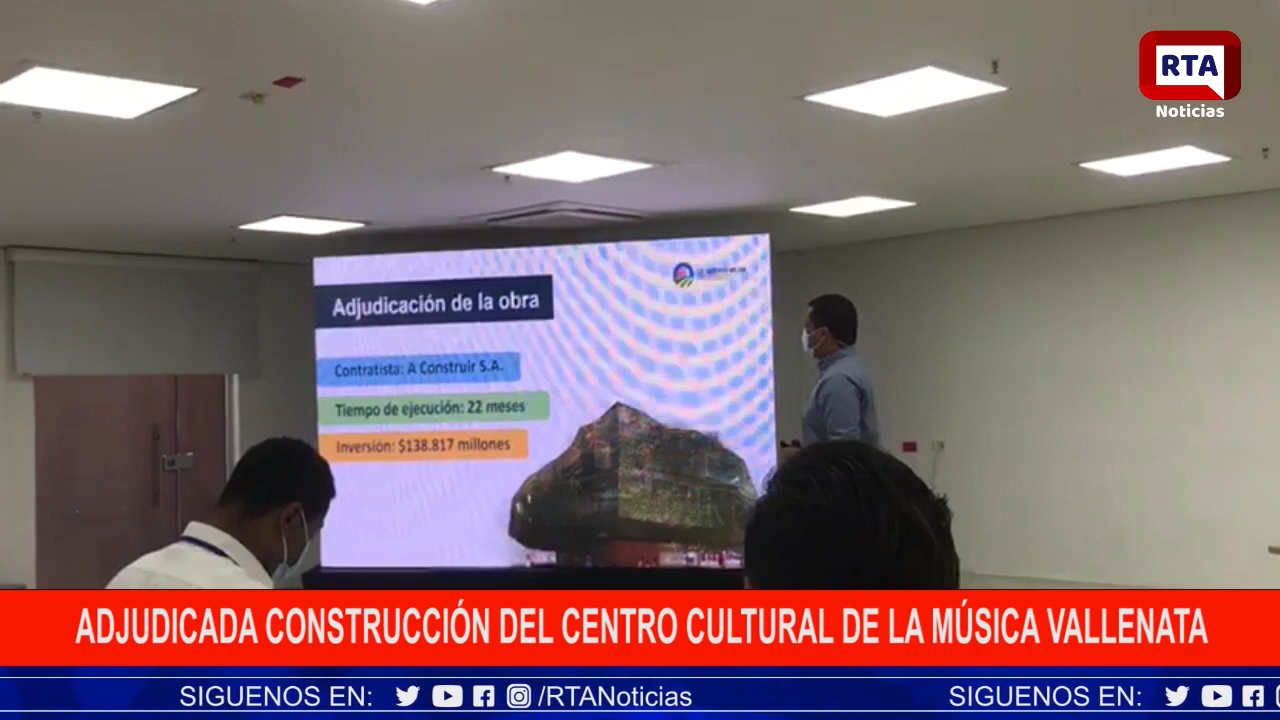 RTA
Noticias
Adjudicación de la obra
Contratista: A Construir S.A.
Tiempo de ejecución: 22 meses
Inversión: $138.817 millones
ADJUDICADA CONSTRUCCIÓN DEL CENTRO CULTURAL DE LA MÚSICA VALLENATA
SIGUENOS EN: /RTANoticias SIGUENOS EN: